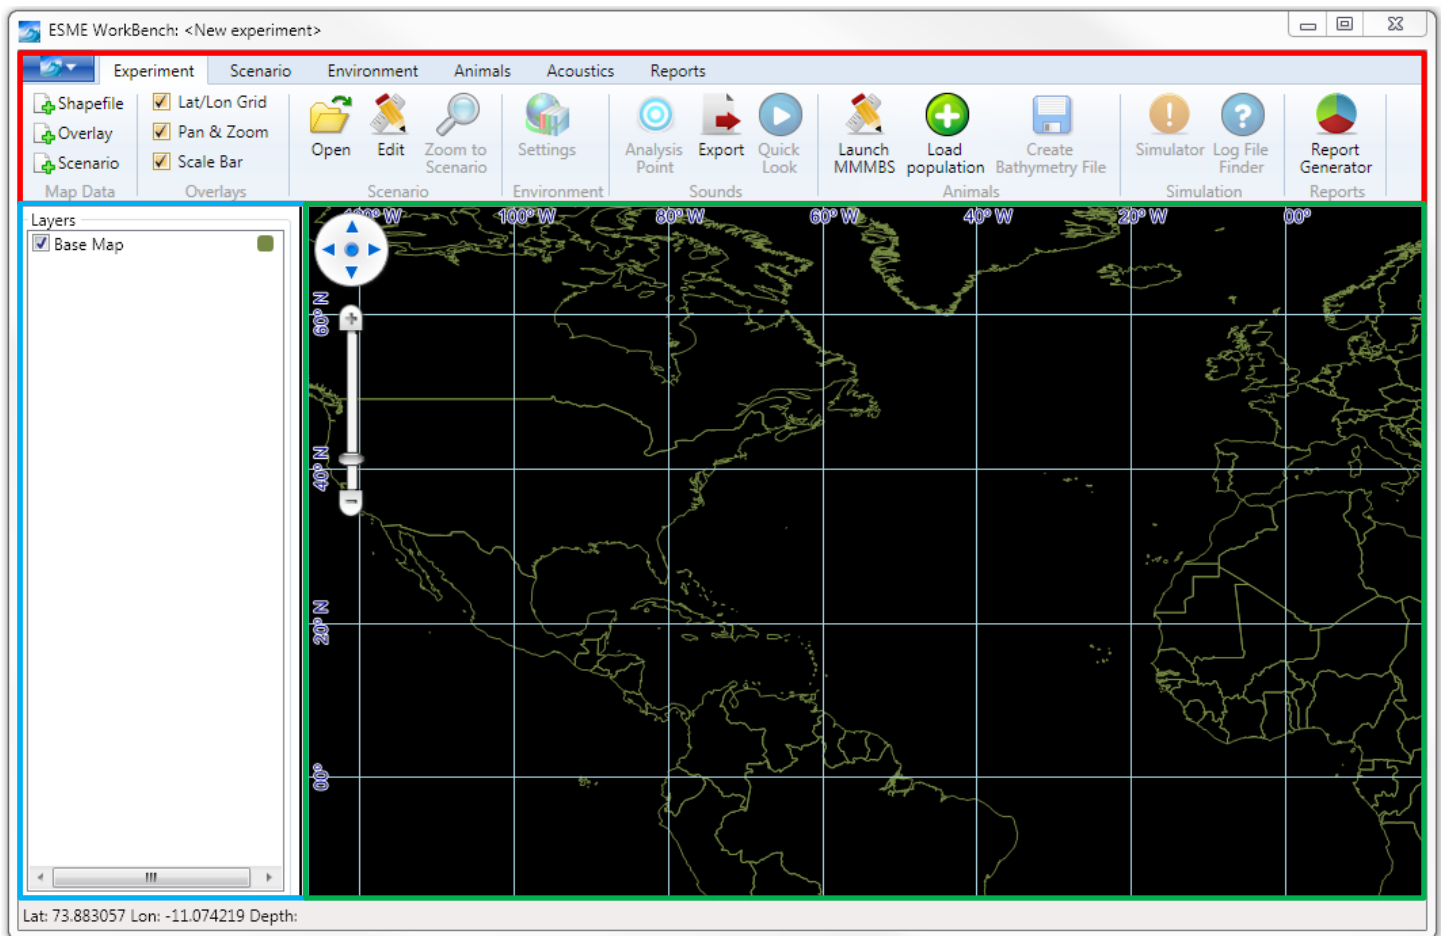 ESME WorkBench: <New experiment>
Experiment Scenario Environment Animals Acoustics Reports
Shapefile
Overlay
Scenario
Map Data
Lat/Lon Grid
Pan & Zoom
Scale Bar
Overlays
Open
Edit
Zoom to
Scenario
Scenario
Settings
Environment
Analysis
Point
Export
Quick
Look
Sounds
Launch
MMMBS
Load
population
Create
Bathymetry File
Animals
Simulator
Log File
Finder
Simulation
Report
Generator
Reports
Layers
Base Map
100° W 80° W 60° W 40° W 20° W 00°
60° N
40° N
20° N
00°
Lat: 73.883057 Lon: -11.074219 Depth: